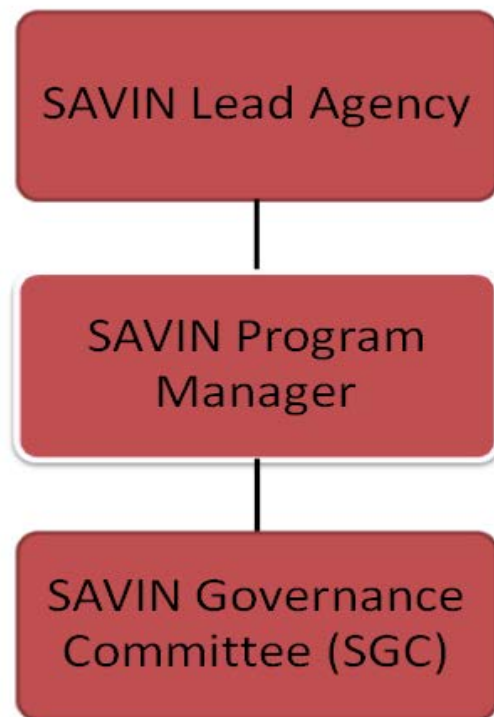 SAVIN Lead Agency
SAVIN Program
Manager
SAVIN Governance
Committee (SGC)